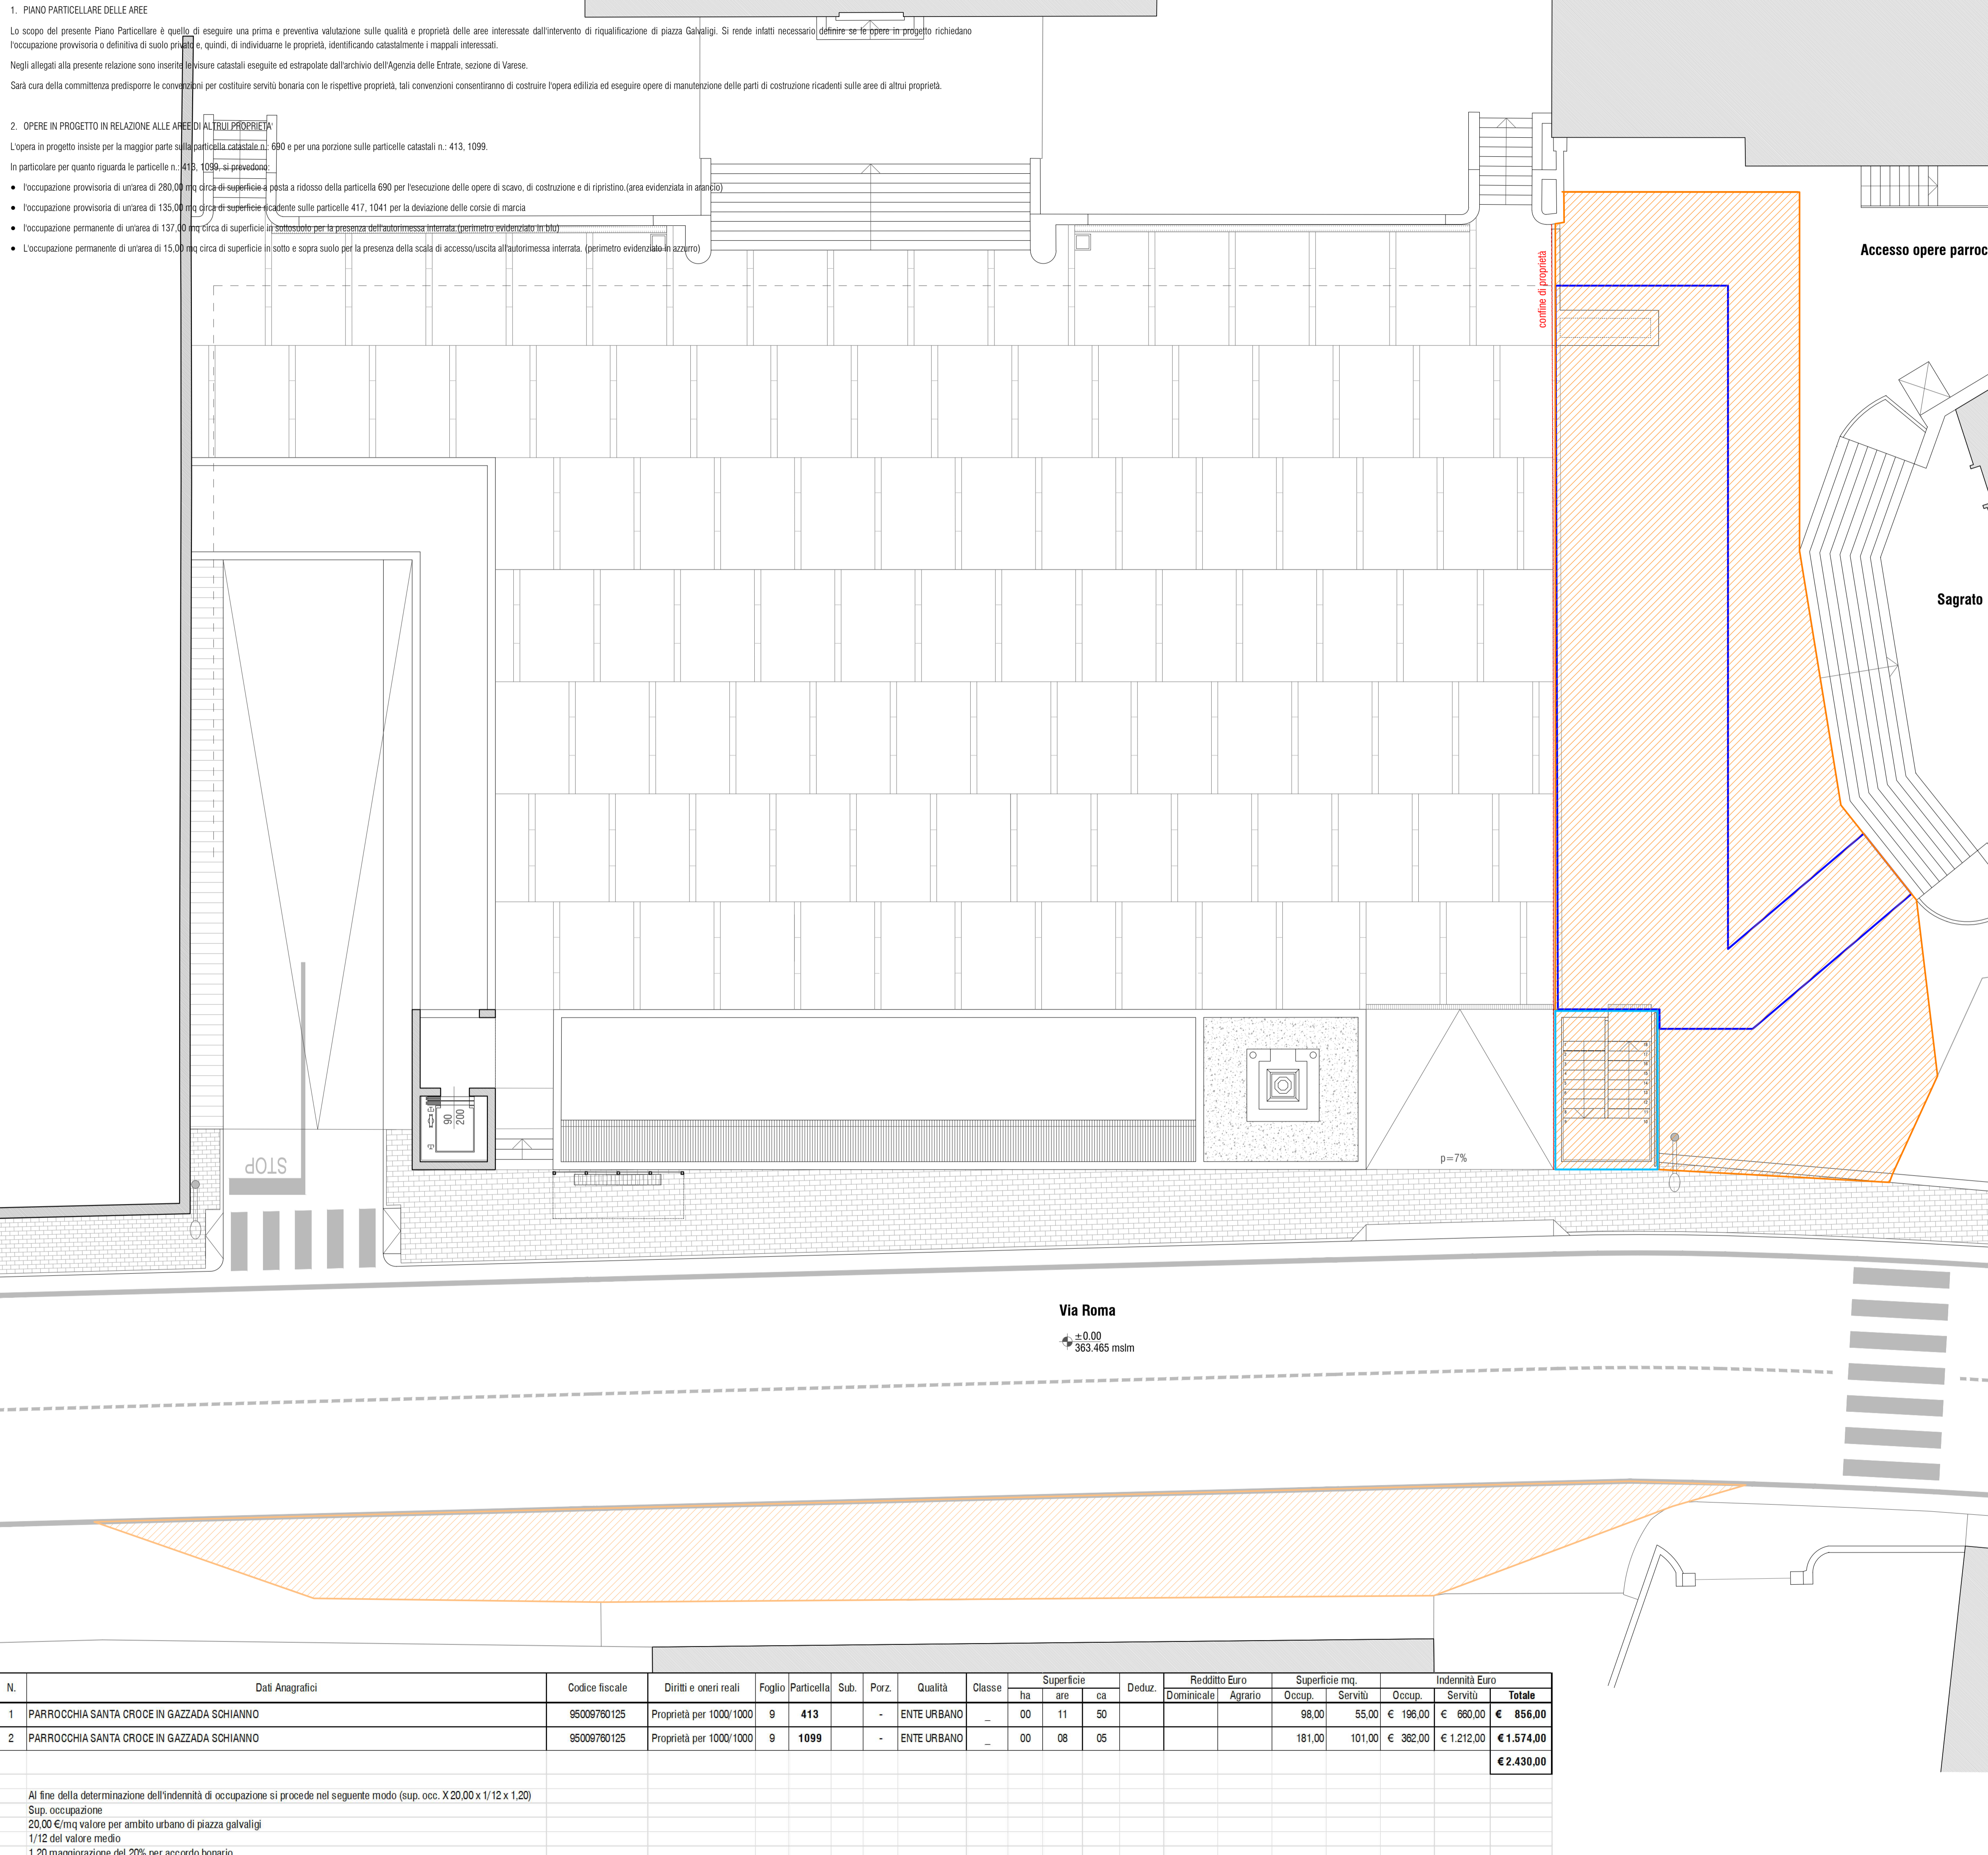 1. PIANO PARTICELLARE DELLE AREE
Lo scopo del presente Piano Particellare è quello di eseguire una prima e preventiva valutazione sulle qualità e proprietà delle aree interessate dall'intervento di riqualificazione di piazza Galvaligi. Si rende infatti necessario definire se le opere in progetto richiedano
l'occupazione provvisoria o definitiva di suolo privato e, quindi, di individuarne le proprietà, identificando catastalmente i mappali interessati.
Negli allegati alla presente relazione sono inserite le visure catastali eseguite ed estrapolate dall'archivio dell'Agenzia delle Entrate, sezione di Varese.
Sarà cura della committenza predisporre le convenzioni per costituire servitù bonaria con le rispettive proprietà, tali convenzioni consentiranno di costruire l'opera edilizia ed eseguire opere di manutenzione delle parti di costruzione ricadenti sulle aree di altrui proprietà.
2. OPERE IN PROGETTO IN RELAZIONE ALLE AREE DI ALTRUI PROPRIETA'
L'opera in progetto insiste per la maggior parte sulla particella catastale n.: 690 e per una porzione sulle particelle catastali n.: 413, 1099.
In particolare per quanto riguarda le particelle n.: 413, 1099, si prevedono:
• l'occupazione provvisoria di un'area di 280,00 mq circa di superficie a posta a ridosso della particella 690 per l'esecuzione delle opere di scavo, di costruzione e di ripristino.(area evidenziata in arancio)
• l'occupazione provvisoria di un'area di 135,00 mq circa di superficie ricadente sulle particelle 417, 1041 per la deviazione delle corsie di marcia
• l'occupazione permanente di un'area di 137,00 mq circa di superficie in sottosuolo per la presenza dell'autorimessa interrata.(perimetro evidenziato in blu)
• L'occupazione permanente di un'area di 15,00 mq circa di superficie in sotto e sopra suolo per la presenza della scala di accesso/uscita all'autorimessa interrata. (perimetro evidenziato in azzurro)
confine di proprietà
Accesso opere parroc
Sagrato
90
200
STOP
p=7%
Via Roma
±0.00
363.465 mslm
N. Dati Anagrafici Codice fiscale Diritti e oneri reali Foglio Particella Sub. Porz. Qualità Classe Superficie Deduz. Redditto Euro Superficie mq. Indennità Euro
ha are ca Dominicale Agrario Occup. Servitù Occup. Servitù Totale
1 PARROCCHIA SANTA CROCE IN GAZZADA SCHIANNO 95009760125 Proprietà per 1000/1000 9 413 - ENTE URBANO _ 00 11 50 98,00 55,00 € 196,00 € 660,00 € 856,00
2 PARROCCHIA SANTA CROCE IN GAZZADA SCHIANNO 95009760125 Proprietà per 1000/1000 9 1099 - ENTE URBANO _ 00 08 05 181,00 101,00 € 362,00 € 1.212,00 € 1.574,00
€ 2.430,00
Al fine della determinazione dell'indennità di occupazione si procede nel seguente modo (sup. occ. X 20,00 x 1/12 x 1,20)
Sup. occupazione
20,00 €/mq valore per ambito urbano di piazza galvaligi
1/12 del valore medio
1,20 maggiorazione del 20% per accordo bonario